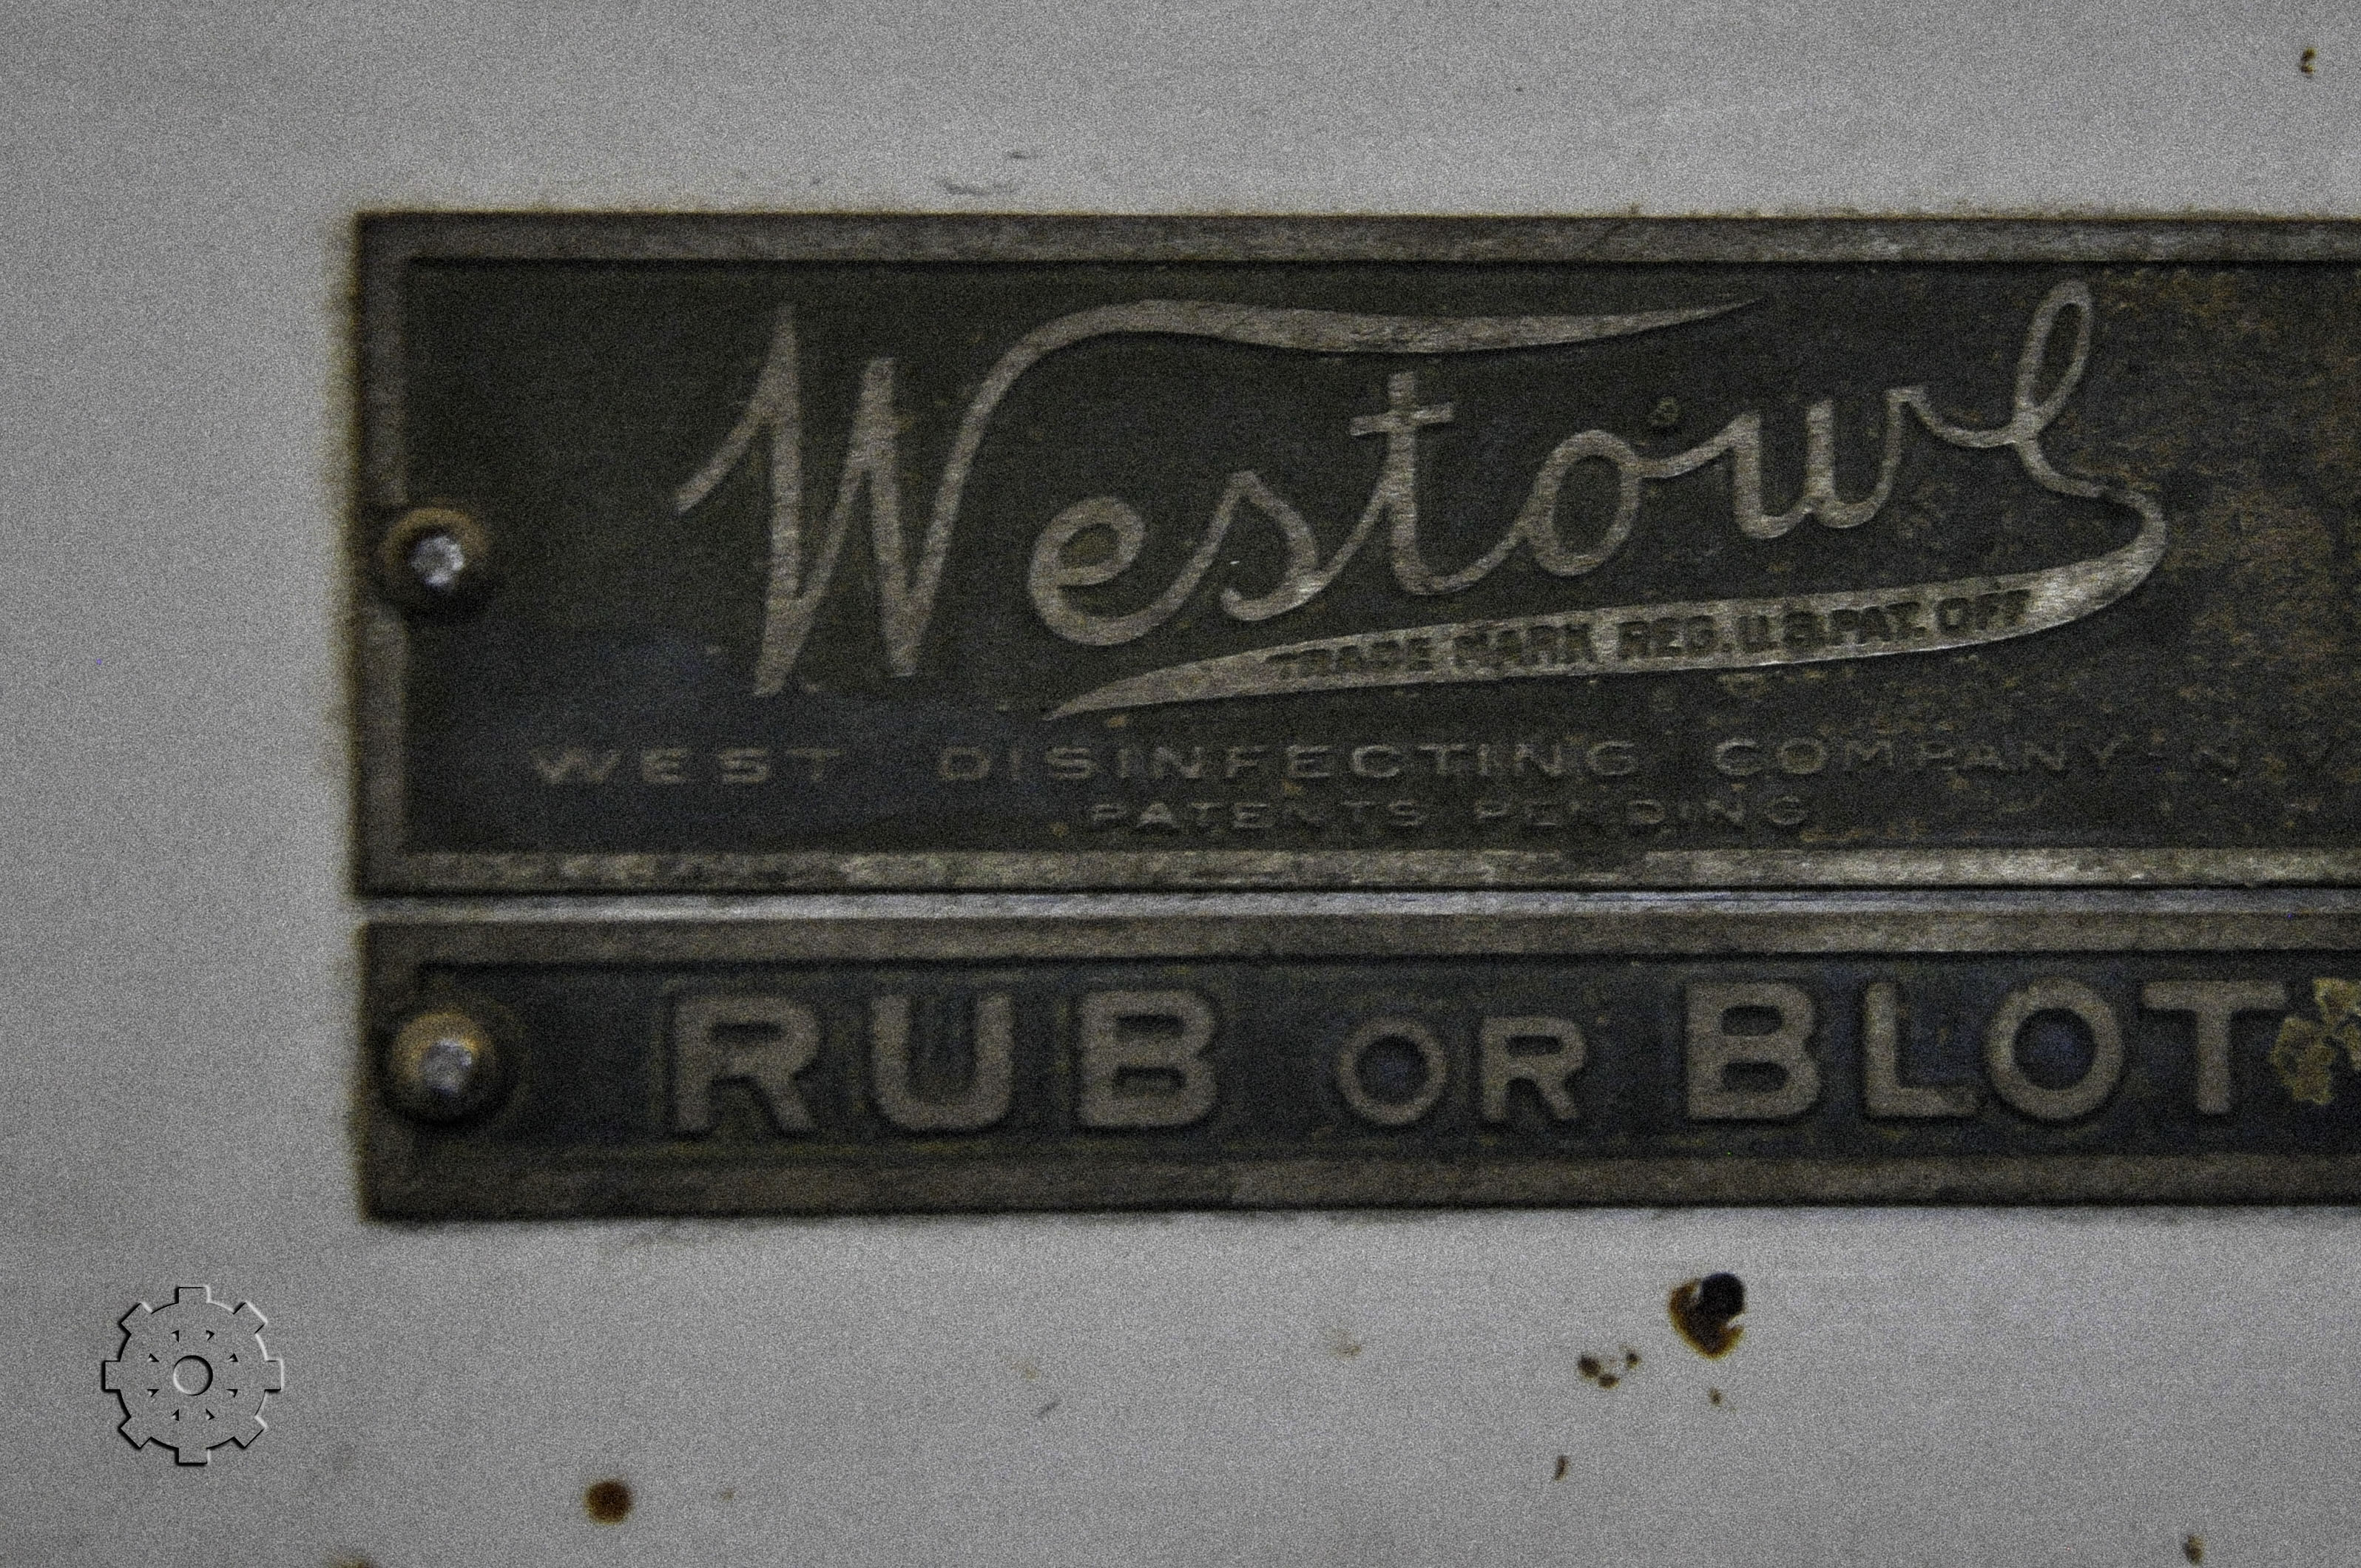 Westowl
TRADE MARK REG. U.S. PAT. OFF
WEST DISINFECTING COMPANY - N.Y.
PATENTS PENDING
RUB OR BLOT